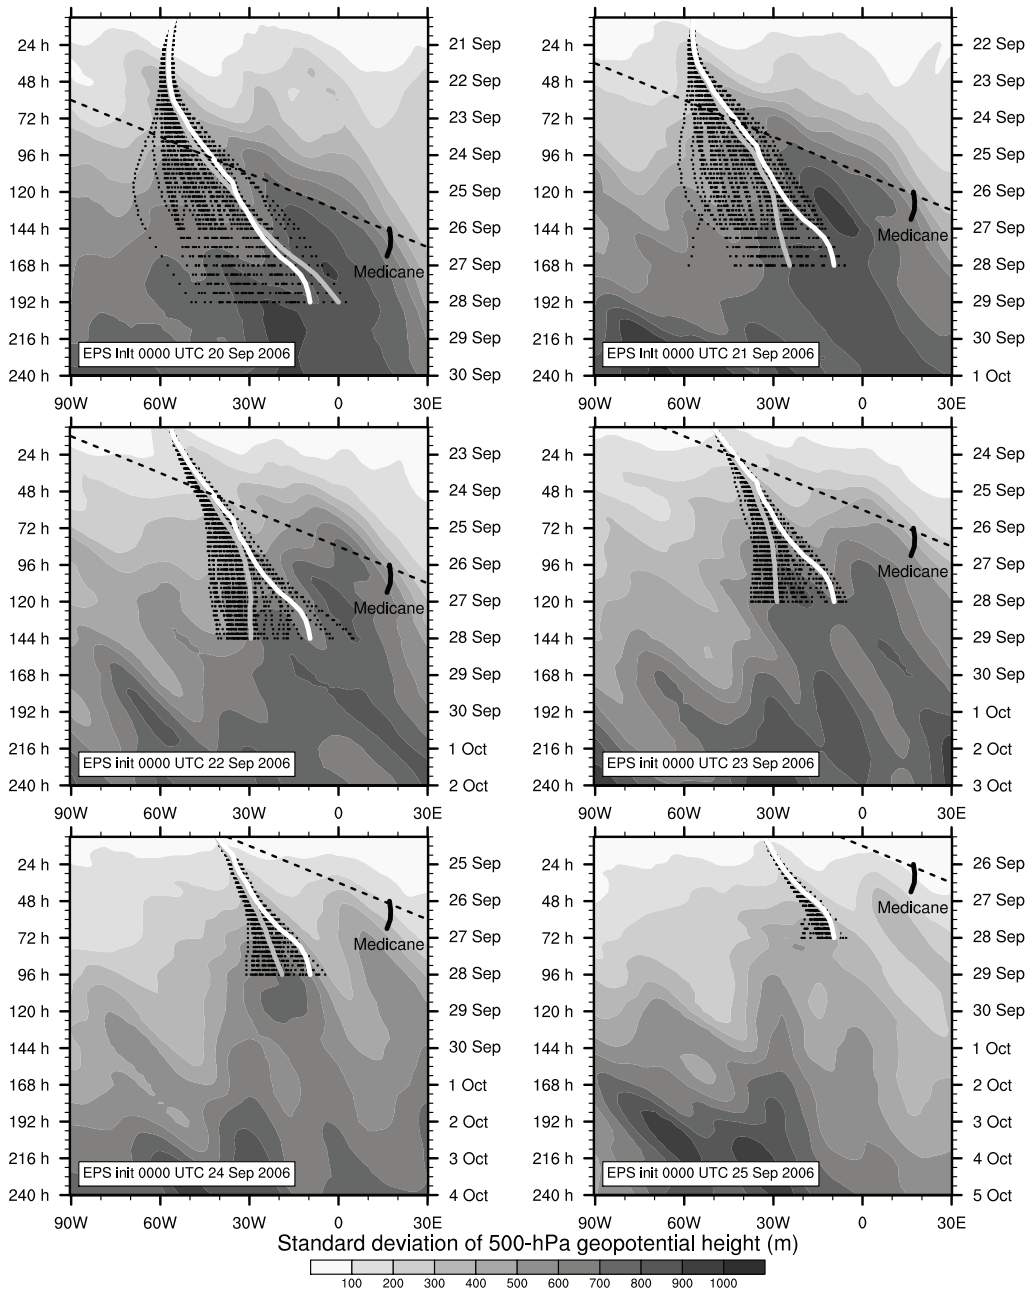 24 h
48 h
72 h
96 h
120 h
144 h
168 h
192 h
216 h
240 h
21 Sep
22 Sep
23 Sep
24 Sep
25 Sep
26 Sep
27 Sep
28 Sep
29 Sep
30 Sep
Medicane
EPS Init 0000 UTC 20 Sep 2006
90W 60W 30W 0 30E
24 h
48 h
72 h
96 h
120 h
144 h
168 h
192 h
216 h
240 h
22 Sep
23 Sep
24 Sep
25 Sep
26 Sep
27 Sep
28 Sep
29 Sep
30 Sep
1 Oct
Medicane
EPS init 0000 UTC 21 Sep 2006
90W 60W 30W 0 30E
24 h
48 h
72 h
96 h
120 h
144 h
168 h
192 h
216 h
240 h
23 Sep
24 Sep
25 Sep
26 Sep
27 Sep
28 Sep
29 Sep
30 Sep
1 Oct
2 Oct
Medicane
EPS init 0000 UTC 22 Sep 2006
90W 60W 30W 0 30E
24 h
48 h
72 h
96 h
120 h
144 h
168 h
192 h
216 h
240 h
24 Sep
25 Sep
26 Sep
27 Sep
28 Sep
29 Sep
30 Sep
1 Oct
2 Oct
3 Oct
Medicane
EPS init 0000 UTC 23 Sep 2006
90W 60W 30W 0 30E
24 h
48 h
72 h
96 h
120 h
144 h
168 h
192 h
216 h
240 h
25 Sep
26 Sep
27 Sep
28 Sep
29 Sep
30 Sep
1 Oct
2 Oct
3 Oct
4 Oct
Medicane
EPS init 0000 UTC 24 Sep 2006
90W 60W 30W 0 30E
24 h
48 h
72 h
96 h
120 h
144 h
168 h
192 h
216 h
240 h
26 Sep
27 Sep
28 Sep
29 Sep
30 Sep
1 Oct
2 Oct
3 Oct
4 Oct
5 Oct
Medicane
EPS init 0000 UTC 25 Sep 2006
90W 60W 30W 0 30E
Standard deviation of 500-hPa geopotential height (m)
100 200 300 400 500 600 700 800 900 1000